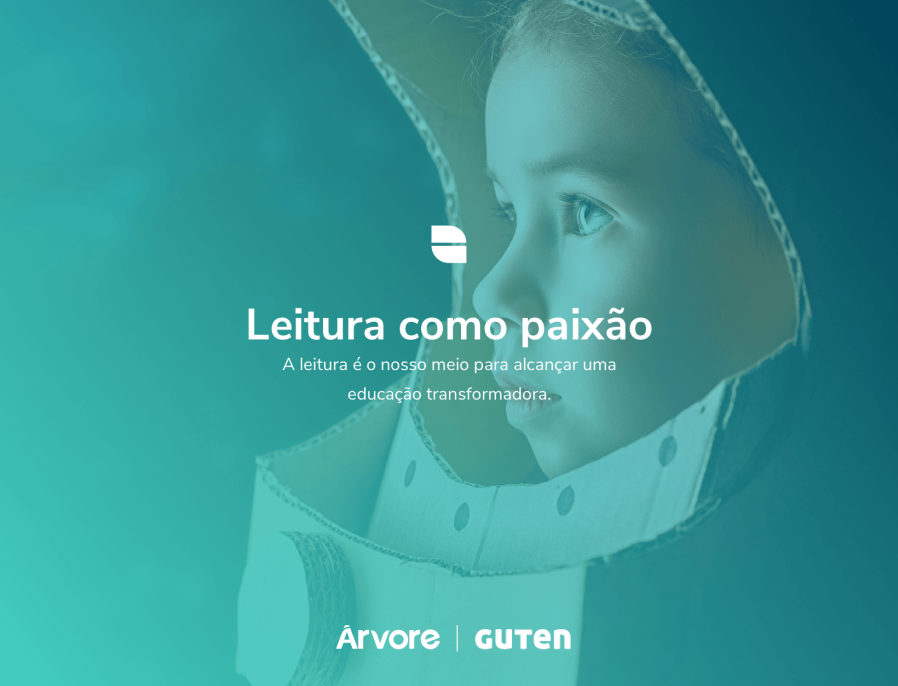 Leitura como paixão
A leitura é o nosso meio para alcançar uma
educação transformadora.
Árvore | GUTEN